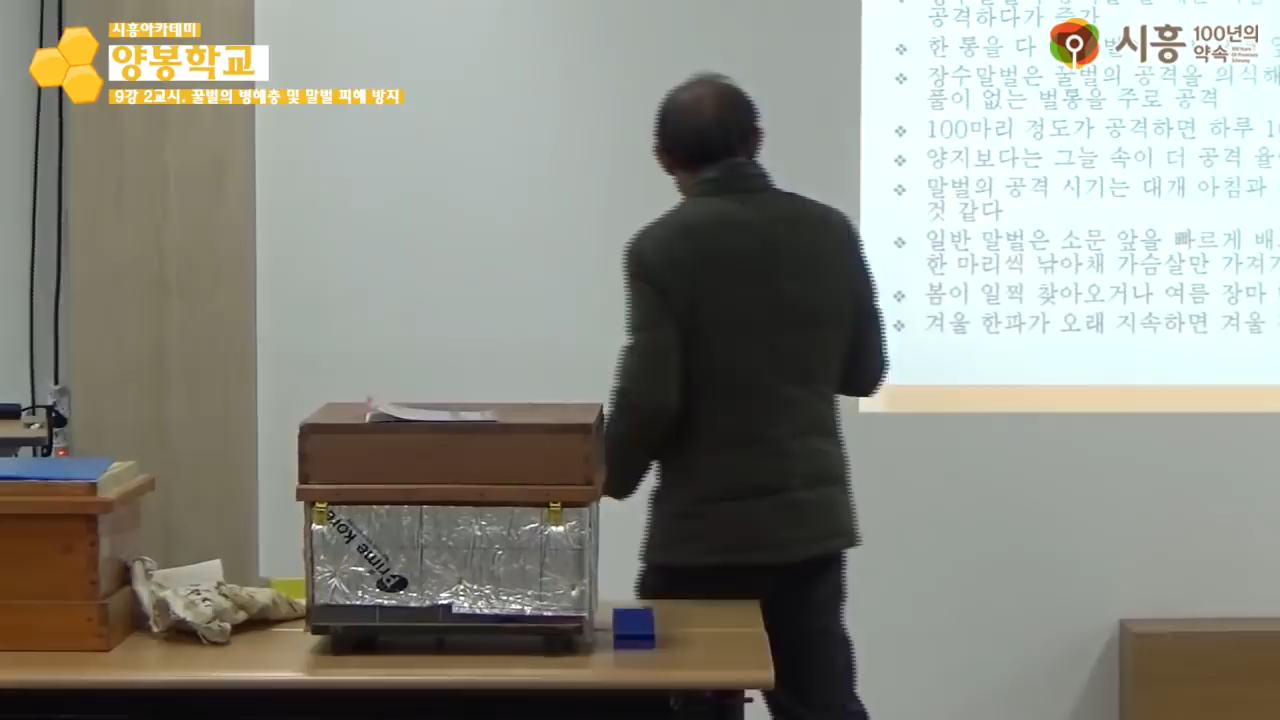 시흥아카데미
양봉학교
9강 2교시. 꿀벌의 병해충 및 말벌 피해 방지
시흥 100년의 약속
공격하다가 증가
한 통을 다
장수말벌은 꿀벌의 공격을 의식해
풀이 없는 벌통을 주로 공격
100마리 정도가 공격하면 하루
양지보다는 그늘 속이 더 공격
말벌의 공격 시기는 대개 아침과
것 같다
일반 말벌은 소문 앞을 빠르게
한 마리씩 낚아채 가슴살만
봄이 일찍 찾아오거나 여름 장마
겨울 한파가 오래 지속하면 겨울
Prime kore